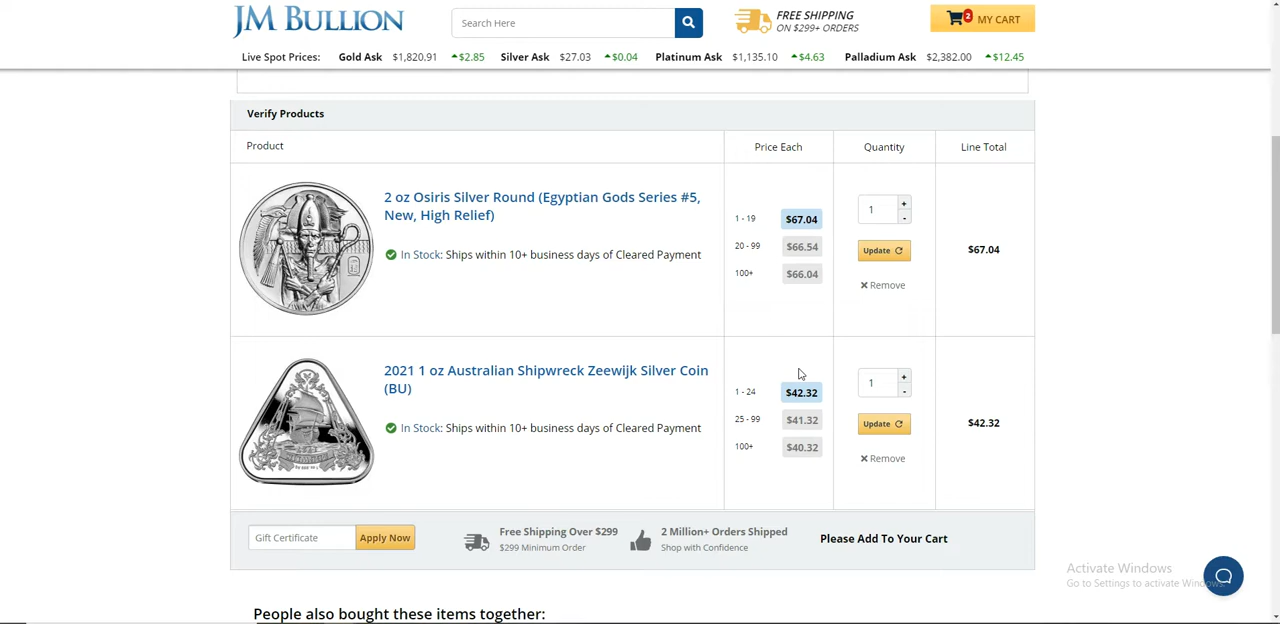 JM BULLION
Search Here
FREE SHIPPING
ON $299+ ORDERS
2
MY CART
Live Spot Prices: Gold Ask $1,820.91 $2.85 Silver Ask $27.03 $0.04 Platinum Ask $1,135.10 $4.63 Palladium Ask $2,382.00 $12.45
Verify Products
Product Price Each Quantity Line Total
2 oz Osiris Silver Round (Egyptian Gods Series #5,
New, High Relief)
In Stock: Ships within 10+ business days of Cleared Payment
1 - 19 $67.04
20 - 99 $66.54
100+ $66.04
1 + -
Update
Remove
$67.04
2021 1 oz Australian Shipwreck Zeewijk Silver Coin
(BU)
In Stock: Ships within 10+ business days of Cleared Payment
1 - 24 $42.32
25 - 99 $41.32
100+ $40.32
1 + -
Update
Remove
$42.32
Gift Certificate Apply Now
Free Shipping Over $299
$299 Minimum Order
2 Million+ Orders Shipped
Shop with Confidence
Please Add To Your Cart
Activate Windows
Go to Settings to activate Windows.
People also bought these items together: